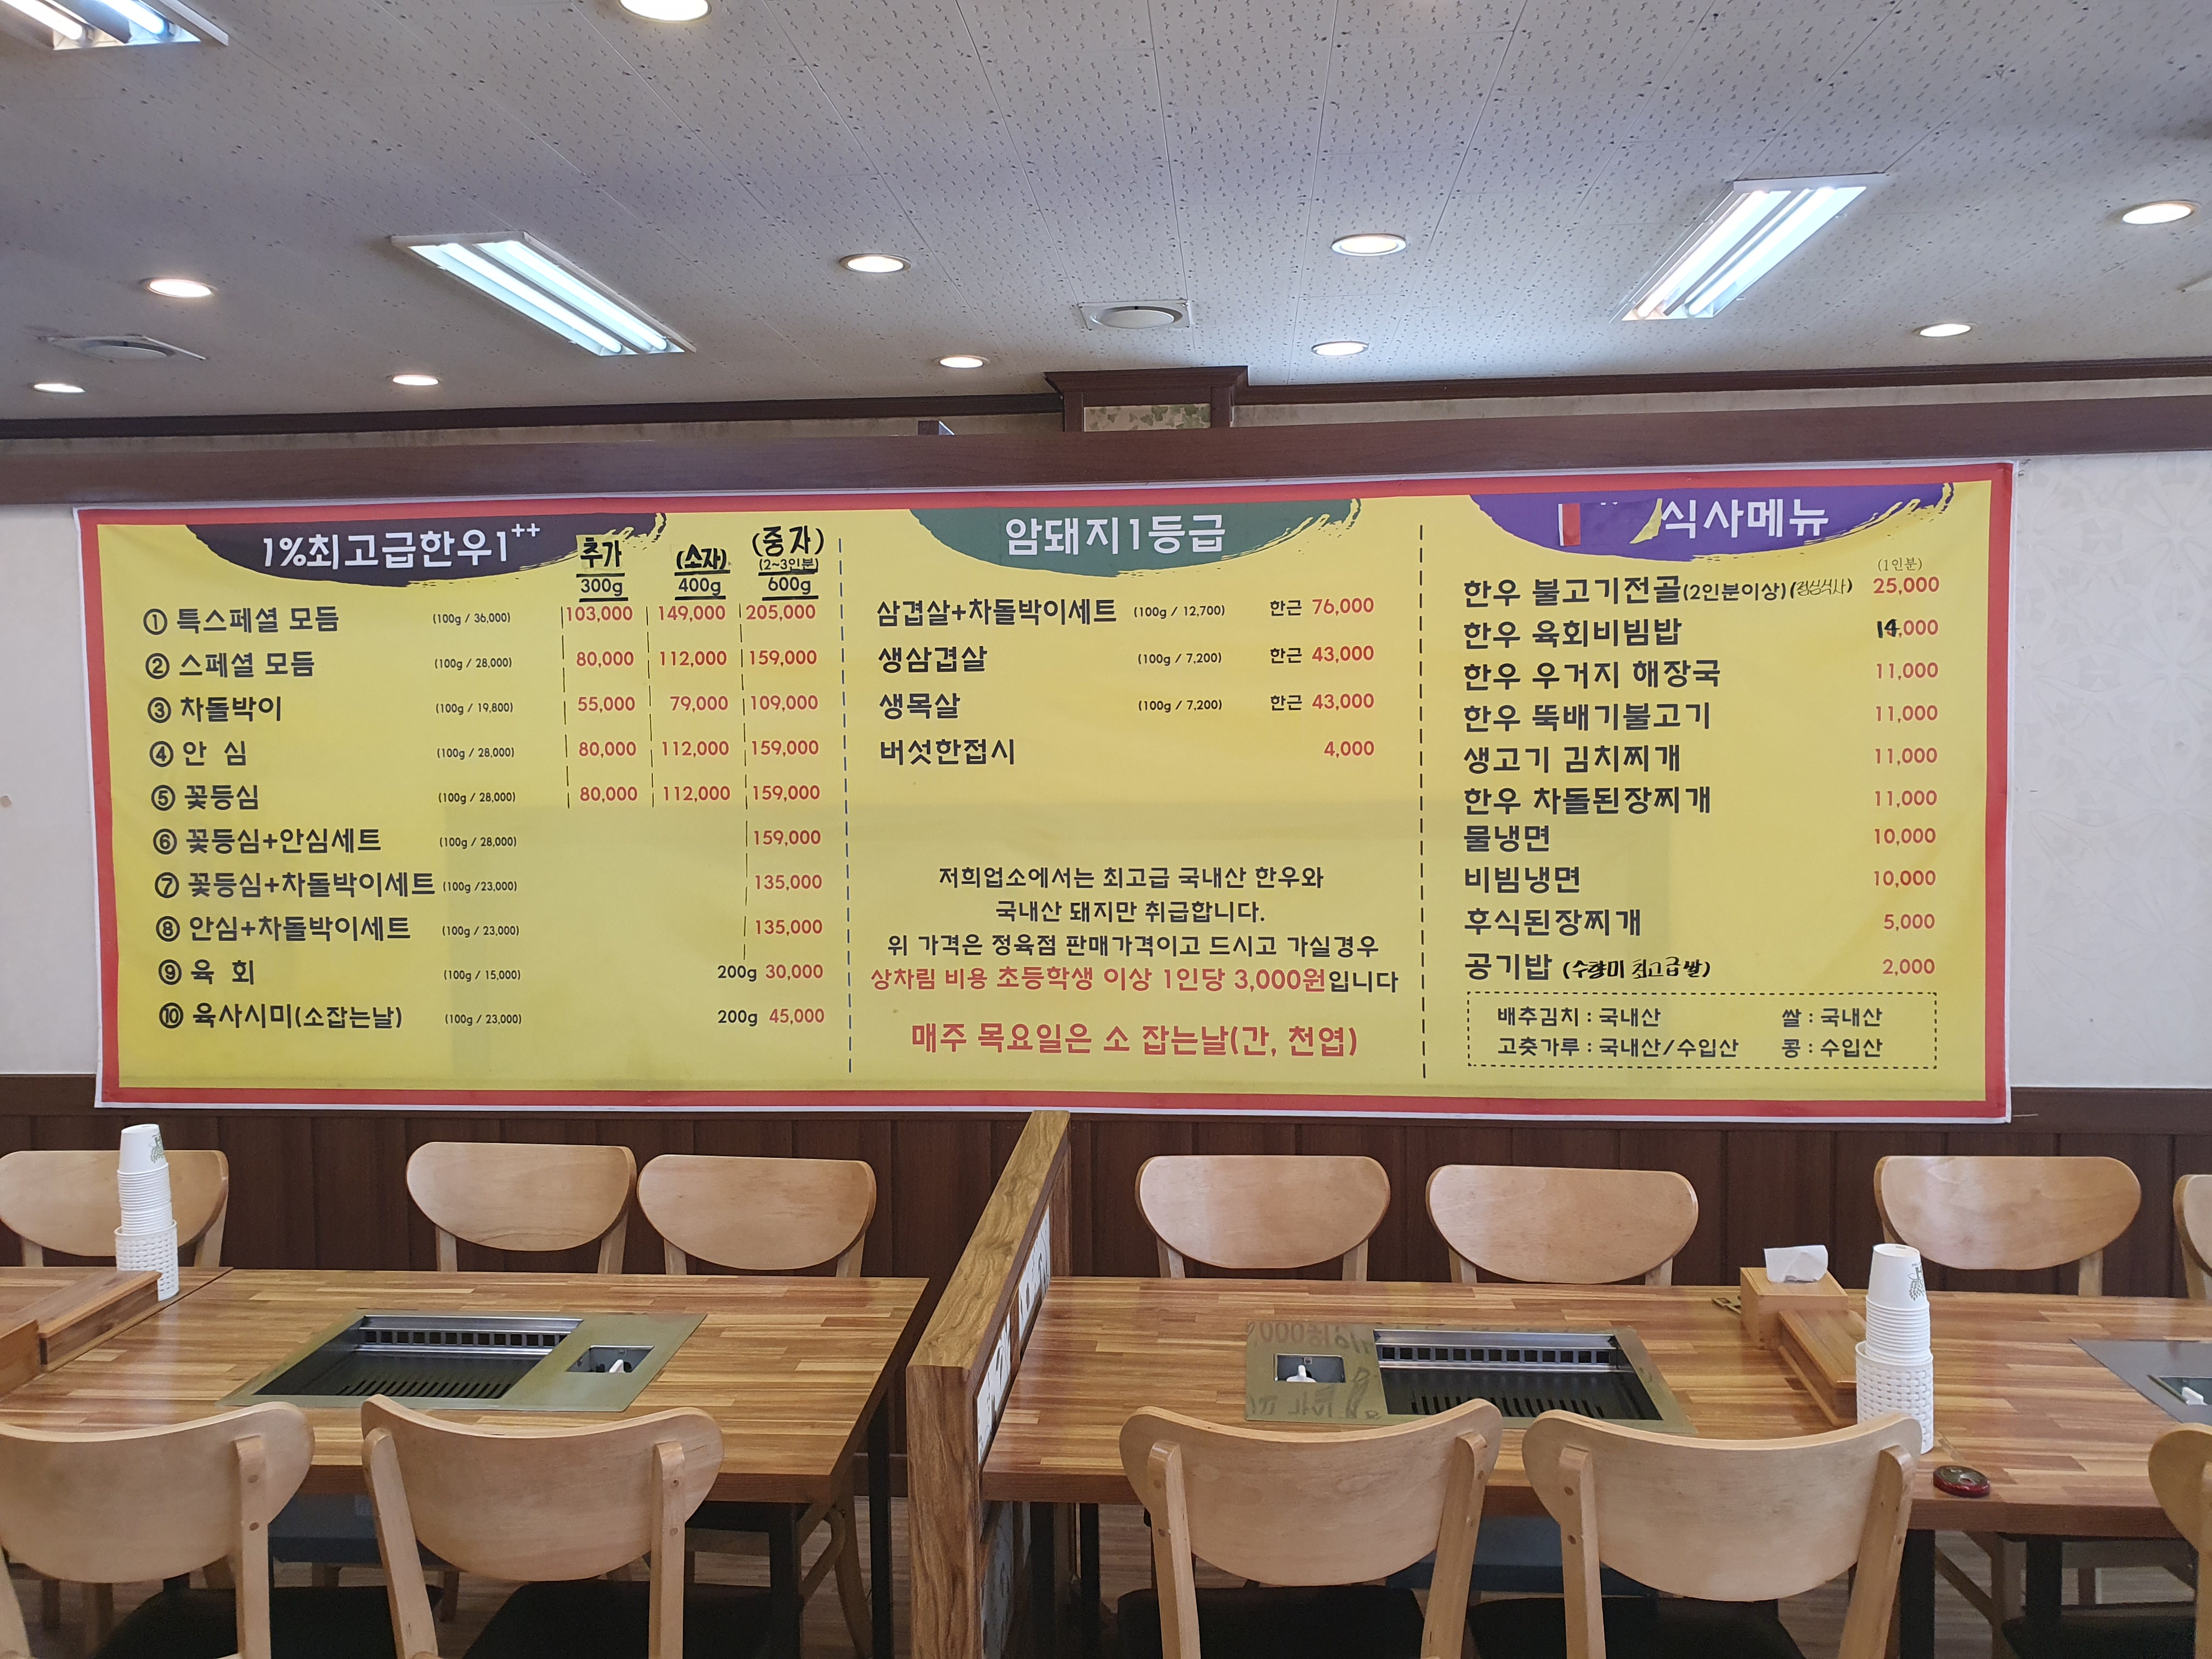 1%최고급한우1++
추가 (소자) (중자)
(2~3인분)
300g 400g 600g
① 특스페셜 모듬 (100g / 36,000) 103,000 149,000 205,000
② 스페셜 모듬 (100g / 28,000) 80,000 112,000 159,000
③ 차돌박이 (100g / 19,800) 55,000 79,000 109,000
④ 안 심 (100g / 28,000) 80,000 112,000 159,000
⑤ 꽃등심 (100g / 28,000) 80,000 112,000 159,000
⑥ 꽃등심+안심세트 (100g / 28,000) 159,000
⑦ 꽃등심+차돌박이세트 (100g /23,000) 135,000
⑧ 안심+차돌박이세트 (100g / 23,000) 135,000
⑨ 육 회 (100g / 15,000) 200g 30,000
⑩ 육사시미(소잡는날) (100g / 23,000) 200g 45,000
암돼지1등급
삼겹살+차돌박이세트 (100g / 12,700) 한근 76,000
생삼겹살 (100g / 7,200) 한근 43,000
생목살 (100g / 7,200) 한근 43,000
버섯한접시 4,000
저희업소에서는 최고급 국내산 한우와
국내산 돼지만 취급합니다.
위 가격은 정육점 판매가격이고 드시고 가실경우
상차림 비용 초등학생 이상 1인당 3,000원입니다
매주 목요일은 소 잡는날(간, 천엽)
식사메뉴
(1인분)
한우 불고기전골(2인분이상)(점심식사) 25,000
한우 육회비빔밥 14,000
한우 우거지 해장국 11,000
한우 뚝배기불고기 11,000
생고기 김치찌개 11,000
한우 차돌된장찌개 11,000
물냉면 10,000
비빔냉면 10,000
후식된장찌개 5,000
공기밥 (수향미 최고급쌀) 2,000
배추김치 : 국내산 쌀 : 국내산
고춧가루 : 국내산/수입산 콩 : 수입산